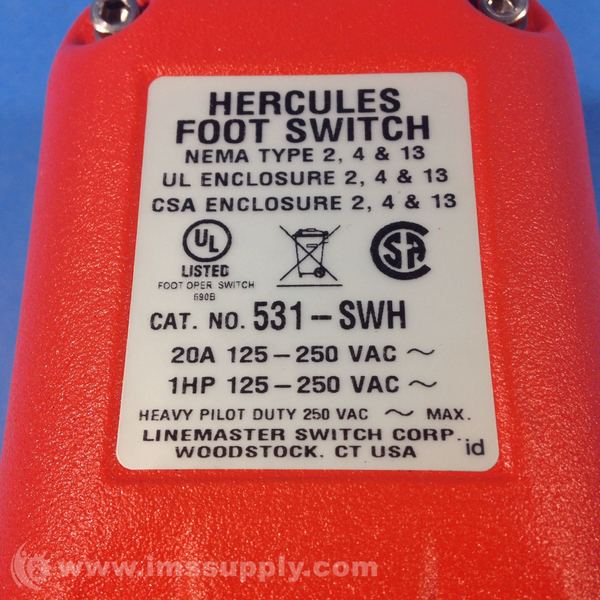 HERCULES
FOOT SWITCH
NEMA TYPE 2, 4 & 13
UL ENCLOSURE 2, 4 & 13
CSA ENCLOSURE 2, 4 & 13
UL
LISTED
FOOT OPER SWITCH
690B
SA
CAT. NO. 531-SWH
20A 125-250 VAC ~
1HP 125-250 VAC ~
HEAVY PILOT DUTY 250 VAC ~ MAX.
LINEMASTER SWITCH CORP.
WOODSTOCK, CT USA
id
www.imssupply.com